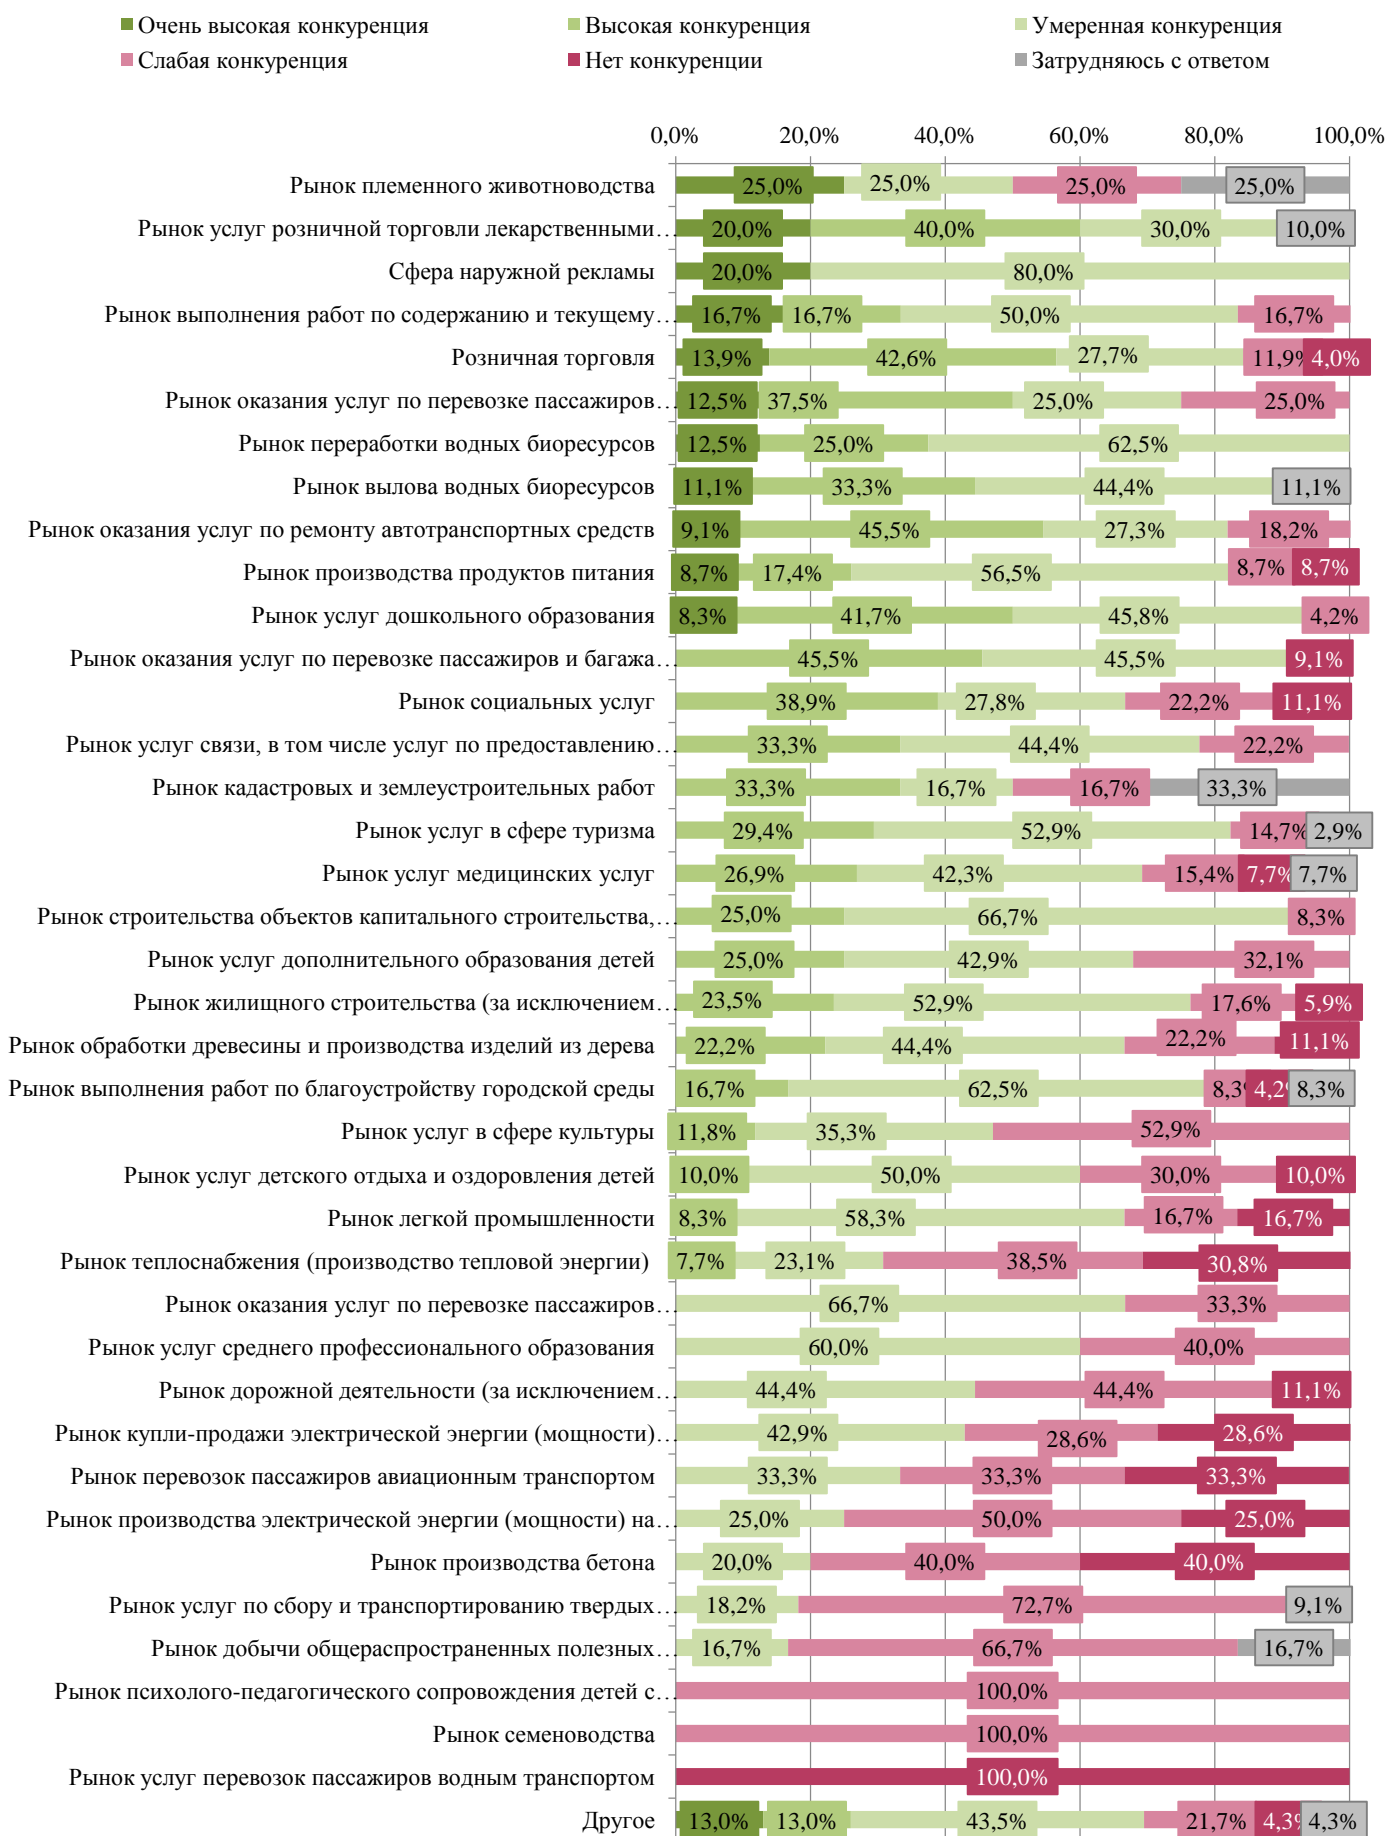 Очень высокая конкуренция Высокая конкуренция Умеренная конкуренция
Слабая конкуренция Нет конкуренции Затрудняюсь с ответом
0,0% 20,0% 40,0% 60,0% 80,0% 100,0%
Рынок племенного животноводства 25,0% 25,0% 25,0% 25,0%
Рынок услуг розничной торговли лекарственными… 20,0% 40,0% 30,0% 10,0%
Сфера наружной рекламы 20,0% 80,0%
Рынок выполнения работ по содержанию и текущему… 16,7% 16,7% 50,0% 16,7%
Розничная торговля 13,9% 42,6% 27,7% 11,9% 4,0%
Рынок оказания услуг по перевозке пассажиров… 12,5% 37,5% 25,0% 25,0%
Рынок переработки водных биоресурсов 12,5% 25,0% 62,5%
Рынок вылова водных биоресурсов 11,1% 33,3% 44,4% 11,1%
Рынок оказания услуг по ремонту автотранспортных средств 9,1% 45,5% 27,3% 18,2%
Рынок производства продуктов питания 8,7% 17,4% 56,5% 8,7% 8,7%
Рынок услуг дошкольного образования 8,3% 41,7% 45,8% 4,2%
Рынок оказания услуг по перевозке пассажиров и багажа… 45,5% 45,5% 9,1%
Рынок социальных услуг 38,9% 27,8% 22,2% 11,1%
Рынок услуг связи, в том числе услуг по предоставлению… 33,3% 44,4% 22,2%
Рынок кадастровых и землеустроительных работ 33,3% 16,7% 16,7% 33,3%
Рынок услуг в сфере туризма 29,4% 52,9% 14,7% 2,9%
Рынок услуг медицинских услуг 26,9% 42,3% 15,4% 7,7% 7,7%
Рынок строительства объектов капитального строительства,… 25,0% 66,7% 8,3%
Рынок услуг дополнительного образования детей 25,0% 42,9% 32,1%
Рынок жилищного строительства (за исключением… 23,5% 52,9% 17,6% 5,9%
Рынок обработки древесины и производства изделий из дерева 22,2% 44,4% 22,2% 11,1%
Рынок выполнения работ по благоустройству городской среды 16,7% 62,5% 8,3% 4,2% 8,3%
Рынок услуг в сфере культуры 11,8% 35,3% 52,9%
Рынок услуг детского отдыха и оздоровления детей 10,0% 50,0% 30,0% 10,0%
Рынок легкой промышленности 8,3% 58,3% 16,7% 16,7%
Рынок теплоснабжения (производство тепловой энергии) 7,7% 23,1% 38,5% 30,8%
Рынок оказания услуг по перевозке пассажиров… 66,7% 33,3%
Рынок услуг среднего профессионального образования 60,0% 40,0%
Рынок дорожной деятельности (за исключением… 44,4% 44,4% 11,1%
Рынок купли-продажи электрической энергии (мощности)… 42,9% 28,6% 28,6%
Рынок перевозок пассажиров авиационным транспортом 33,3% 33,3% 33,3%
Рынок производства электрической энергии (мощности) на… 25,0% 50,0% 25,0%
Рынок производства бетона 20,0% 40,0% 40,0%
Рынок услуг по сбору и транспортированию твердых… 18,2% 72,7% 9,1%
Рынок добычи общераспространенных полезных… 16,7% 66,7% 16,7%
Рынок психолого-педагогического сопровождения детей с… 100,0%
Рынок семеноводства 100,0%
Рынок услуг перевозок пассажиров водным транспортом 100,0%
Другое 13,0% 13,0% 43,5% 21,7% 4,3% 4,3%